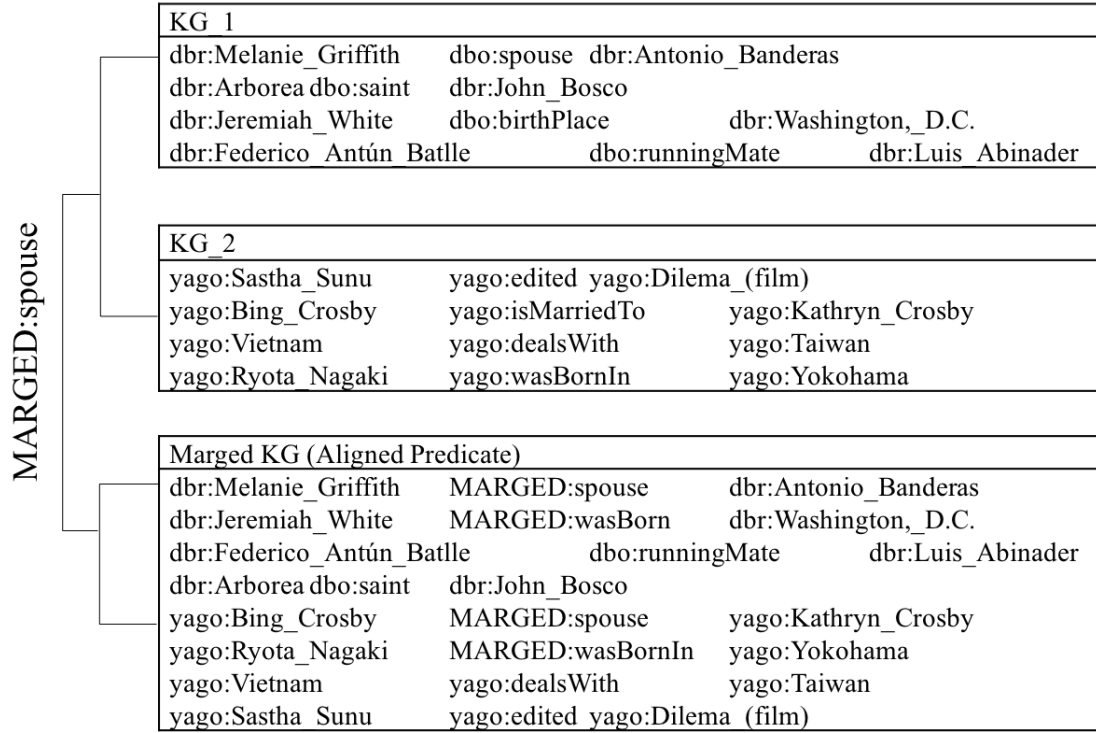 MARGED:spouse
KG_1
dbr:Melanie_Griffith dbo:spouse dbr:Antonio_Banderas
dbr:Arborea dbo:saint dbr:John_Bosco
dbr:Jeremiah_White dbo:birthPlace dbr:Washington,_D.C.
dbr:Federico_Antún_Batlle dbo:runningMate dbr:Luis_Abinader
KG_2
yago:Sastha_Sunu yago:edited yago:Dilema_(film)
yago:Bing_Crosby yago:isMarriedTo yago:Kathryn_Crosby
yago:Vietnam yago:dealsWith yago:Taiwan
yago:Ryota_Nagaki yago:wasBornIn yago:Yokohama
Marged KG (Aligned Predicate)
dbr:Melanie_Griffith MARGED:spouse dbr:Antonio_Banderas
dbr:Jeremiah_White MARGED:wasBorn dbr:Washington,_D.C.
dbr:Federico_Antún_Batlle dbo:runningMate dbr:Luis_Abinader
dbr:Arborea dbo:saint dbr:John_Bosco
yago:Bing_Crosby MARGED:spouse yago:Kathryn_Crosby
yago:Ryota_Nagaki MARGED:wasBornIn yago:Yokohama
yago:Vietnam yago:dealsWith yago:Taiwan
yago:Sastha_Sunu yago:edited yago:Dilema_(film)